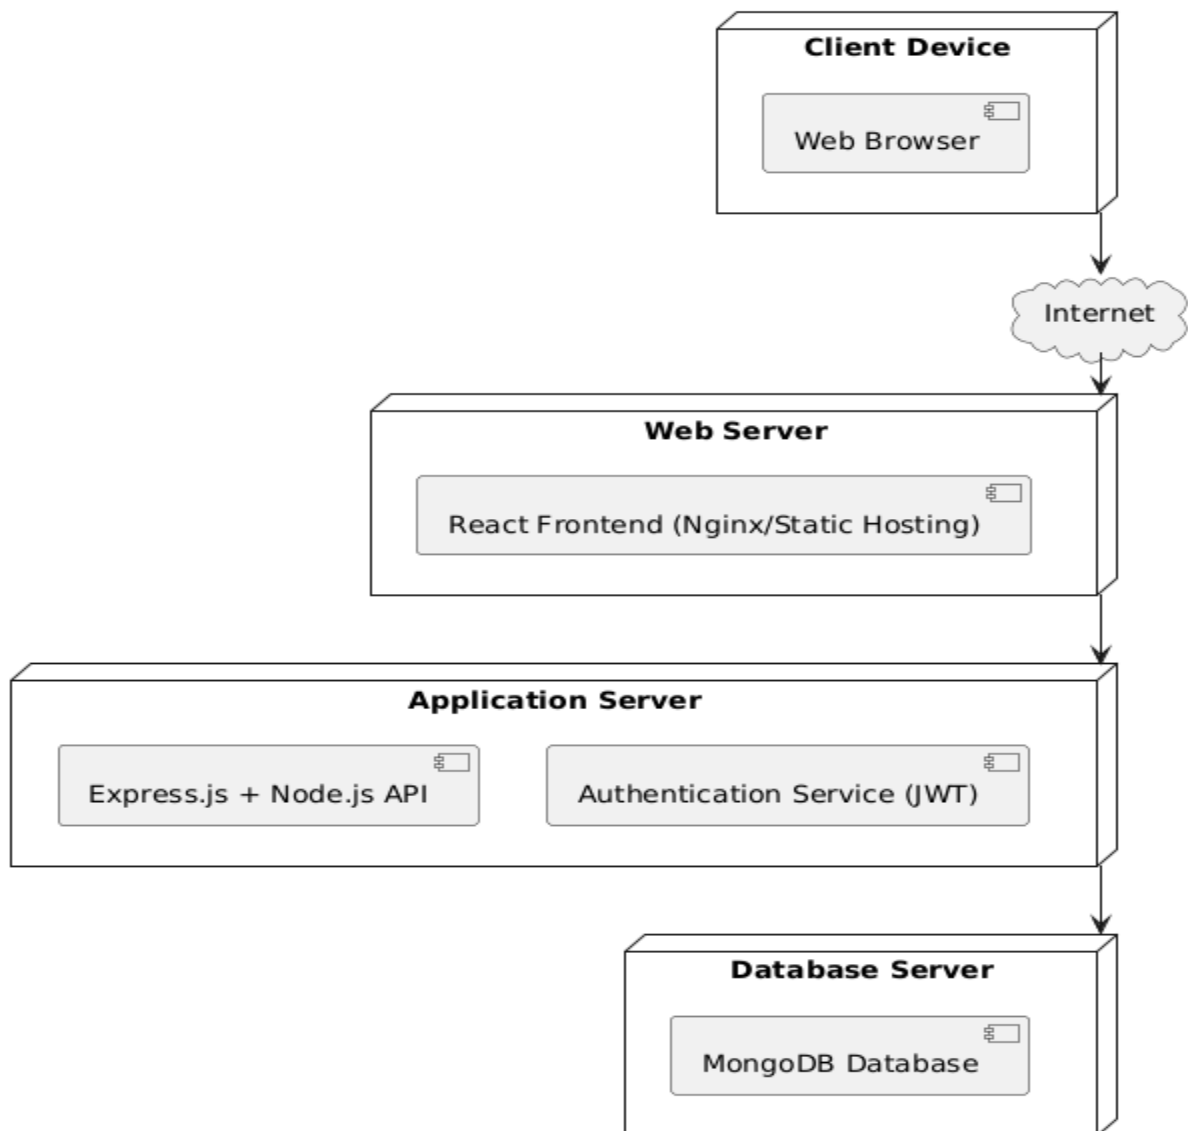 Client Device
Web Browser
Internet
Web Server
React Frontend (Nginx/Static Hosting)
Application Server
Express.js + Node.js API
Authentication Service (JWT)
Database Server
MongoDB Database